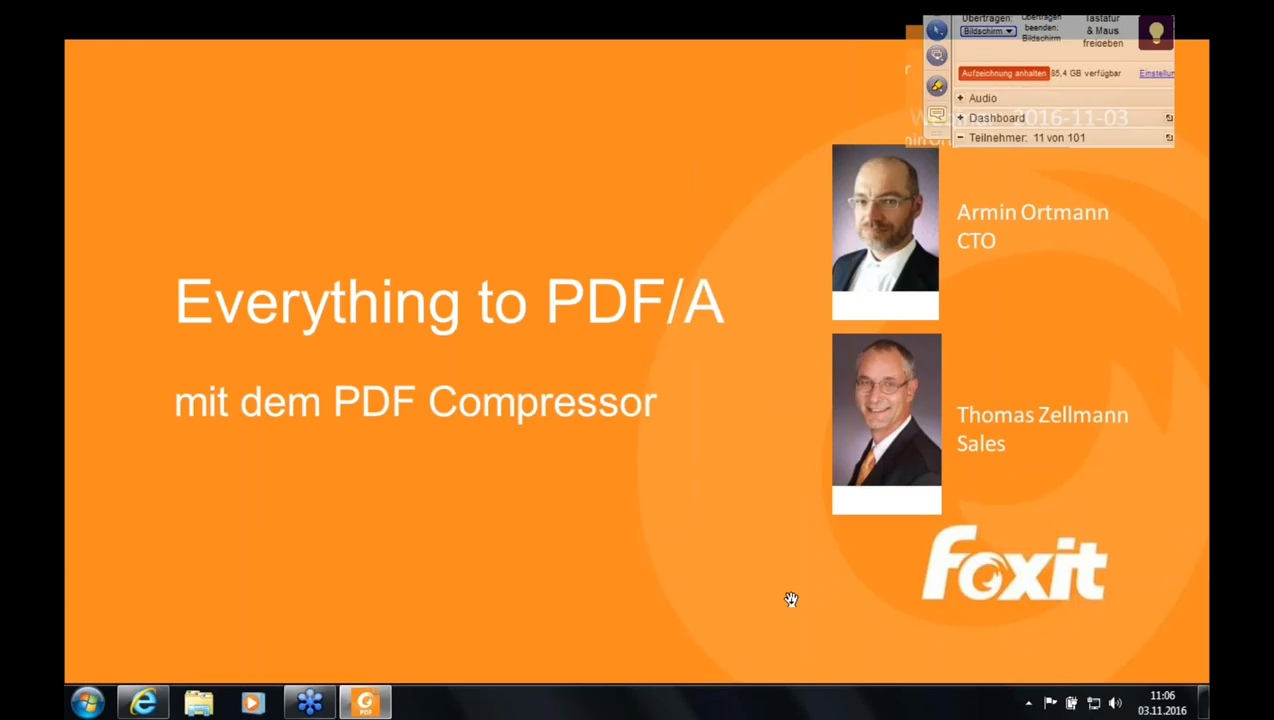 Übertragen:
Übertragen
beenden:
Bildschirm
Tastatur
& Maus
freigeben
Bildschirm
Aufzeichnung anhalten
85,4 GB verfügbar
+ Audio
+ Dashboard
2016-11-03
− Teilnehmer: 11 von 101
Armin Ortmann
CTO
Everything to PDF/A
mit dem PDF Compressor
Thomas Zellmann
Sales
foxit
PDF
11:06
03.11.2016